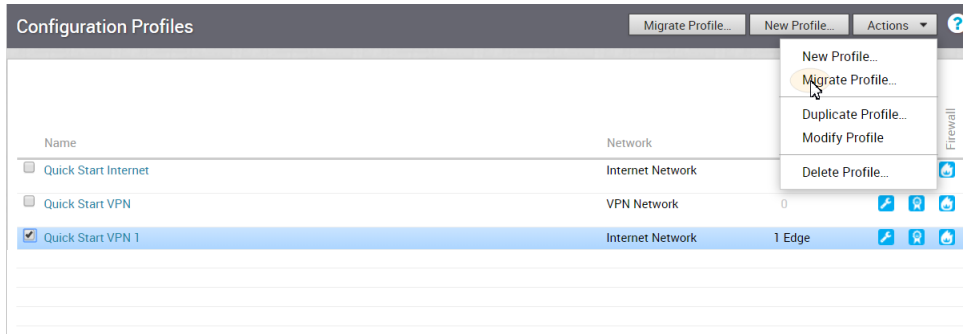 Configuration Profiles
Migrate Profile... New Profile... Actions ?
New Profile...
Migrate Profile...
Duplicate Profile...
Modify Profile
Delete Profile...
Name Network Firewall
Quick Start Internet Internet Network
Quick Start VPN VPN Network 0
Quick Start VPN 1 Internet Network 1 Edge